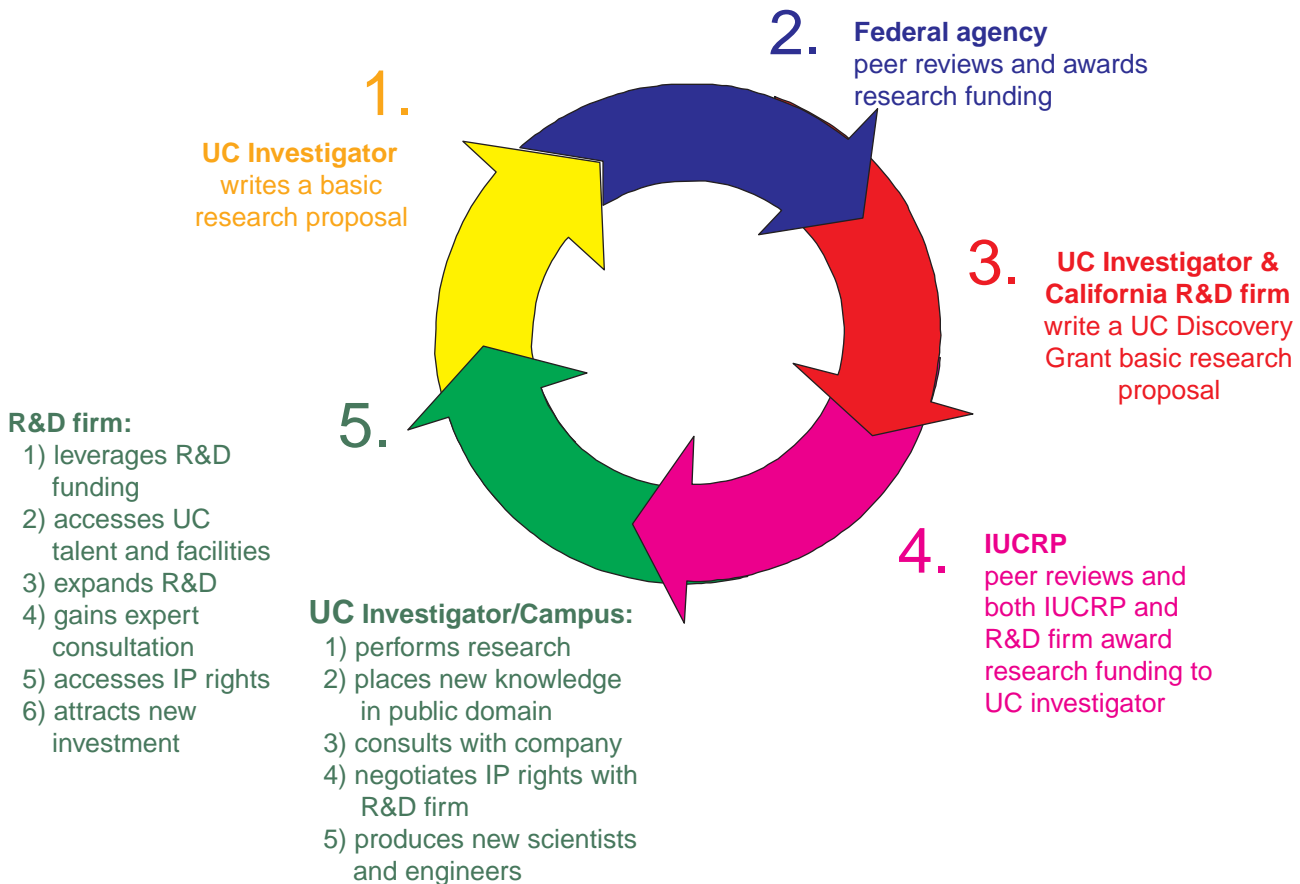 1.
UC Investigator
writes a basic
research proposal
2.
Federal agency
peer reviews and awards
research funding
3.
UC Investigator &
California R&D firm
write a UC Discovery
Grant basic research
proposal
4.
IUCRP
peer reviews and
both IUCRP and
R&D firm award
research funding to
UC investigator
5.
R&D firm:
1) leverages R&D
funding
2) accesses UC
talent and facilities
3) expands R&D
4) gains expert
consultation
5) accesses IP rights
6) attracts new
investment
UC Investigator/Campus:
1) performs research
2) places new knowledge
in public domain
3) consults with company
4) negotiates IP rights with
R&D firm
5) produces new scientists
and engineers